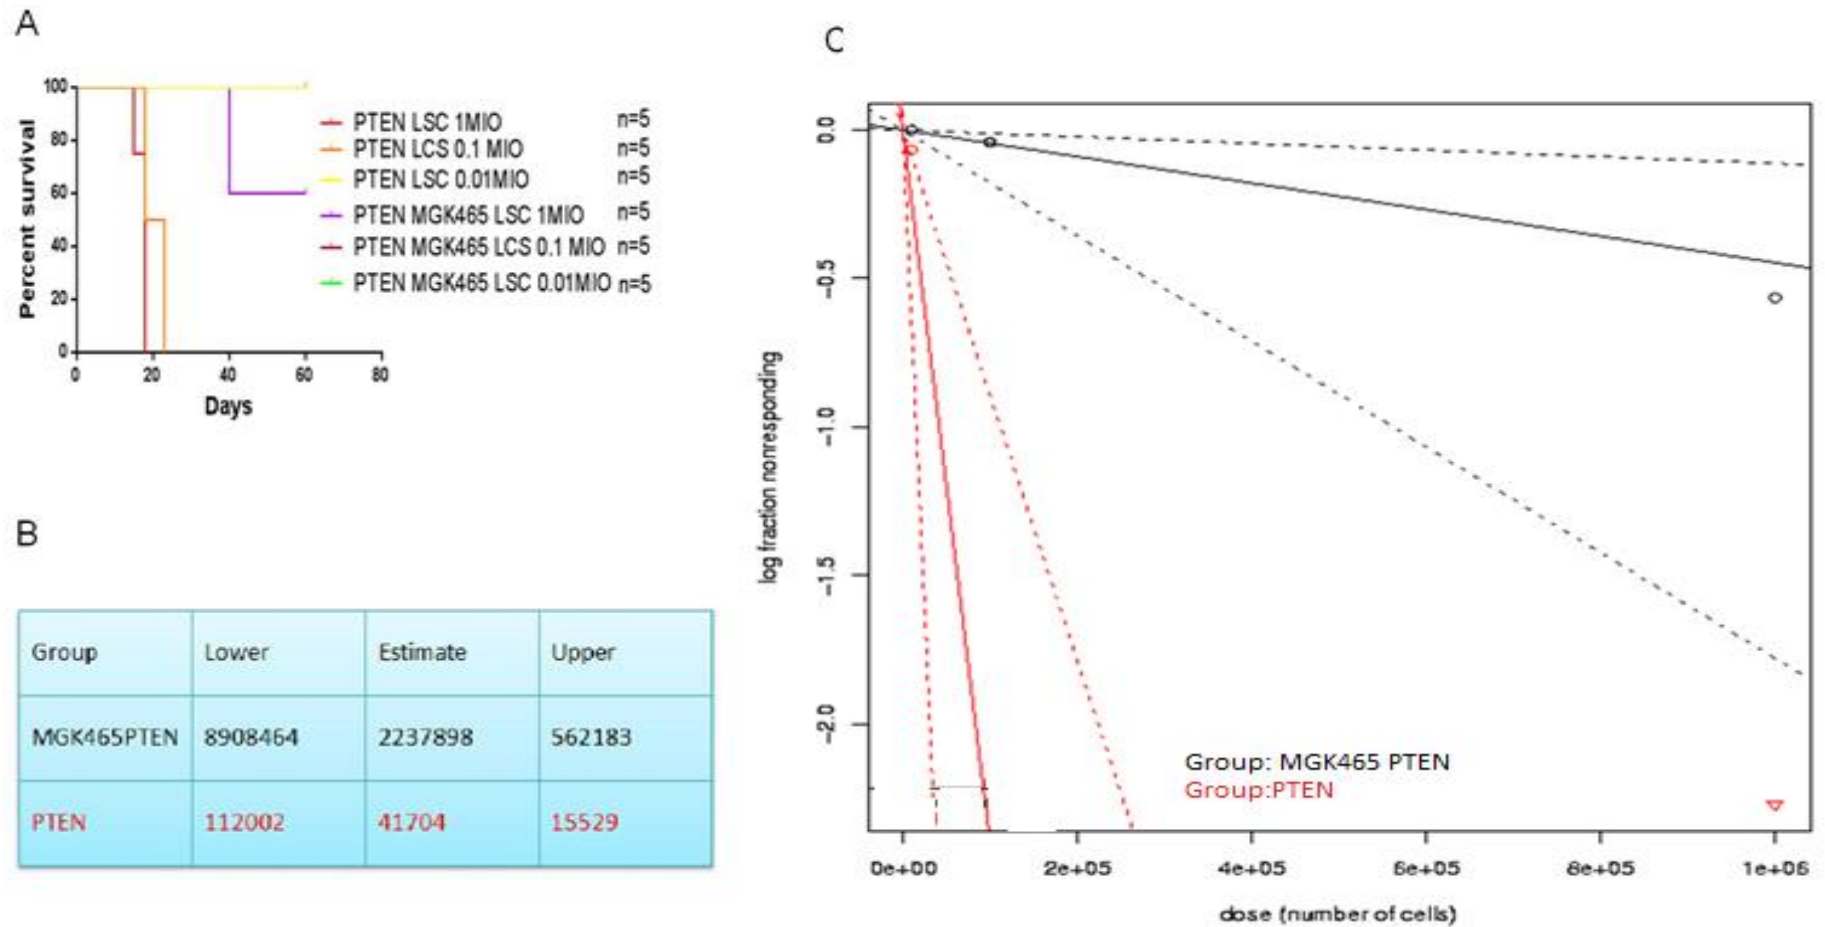 A
Percent survival
100
80
60
40
20
0
0 20 40 60 80
Days
PTEN LSC 1MIO n=5
PTEN LCS 0.1 MIO n=5
PTEN LSC 0.01MIO n=5
PTEN MGK465 LSC 1MIO n=5
PTEN MGK465 LCS 0.1 MIO n=5
PTEN MGK465 LSC 0.01MIO n=5
B
Group Lower Estimate Upper
MGK465PTEN 8908464 2237898 562183
PTEN 112002 41704 15529
C
log fraction nonresponding
0.0
-0.5
-1.0
-1.5
-2.0
Group: MGK465 PTEN
Group:PTEN
0e+00 2e+05 4e+05 6e+05 8e+05 1e+06
dose (number of cells)